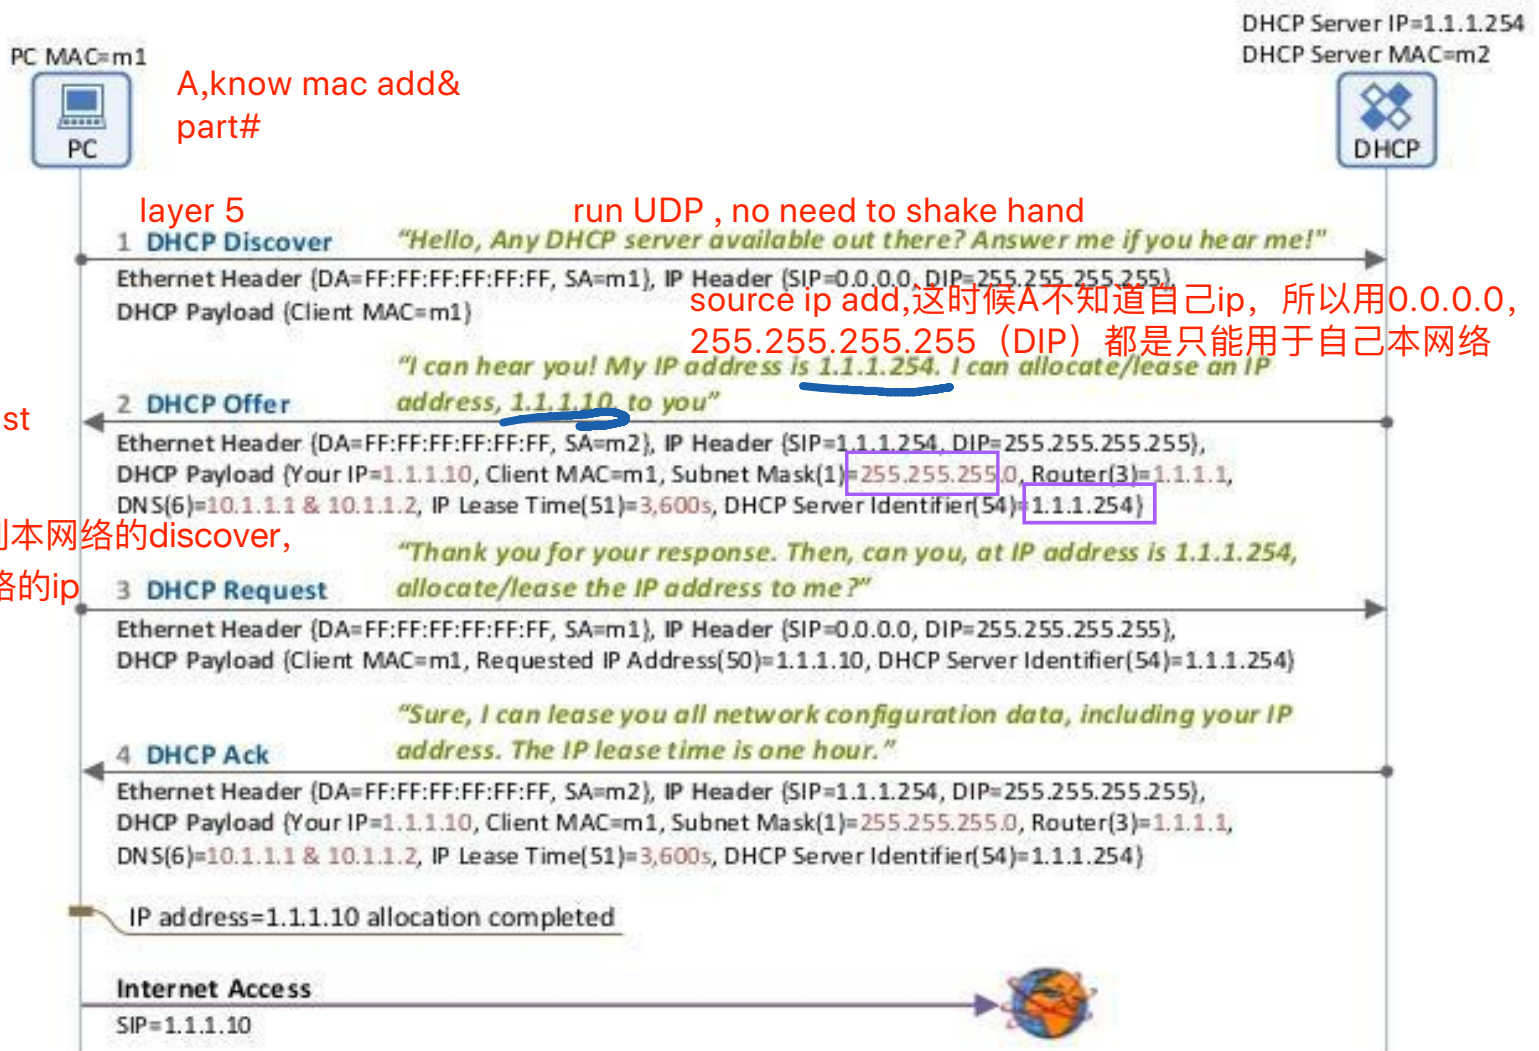 DHCP Server IP=1.1.1.254
DHCP Server MAC=m2
PC MAC=m1
A,know mac add&
part#
PC
DHCP
layer 5
run UDP , no need to shake hand
1 DHCP Discover
“Hello, Any DHCP server available out there? Answer me if you hear me!"
Ethernet Header {DA=FF:FF:FF:FF:FF:FF, SA=m1}, IP Header {SIP=0.0.0.0, DIP=255.255.255.255},
DHCP Payload {Client MAC=m1}
source ip add,这时候A不知道自己ip，所以用0.0.0.0,
255.255.255.255（DIP）都是只能用于自己本网络
“I can hear you! My IP address is 1.1.1.254. I can allocate/lease an IP
address, 1.1.1.10, to you”
2 DHCP Offer
st
Ethernet Header {DA=FF:FF:FF:FF:FF:FF, SA=m2}, IP Header {SIP=1.1.1.254, DIP=255.255.255.255},
DHCP Payload {Your IP=1.1.1.10, Client MAC=m1, Subnet Mask(1)=255.255.255.0, Router(3)=1.1.1.1,
DNS(6)=10.1.1.1 & 10.1.1.2, IP Lease Time(51)=3,600s, DHCP Server Identifier(54)=1.1.1.254}
本网络的discover,
“Thank you for your response. Then, can you, at IP address is 1.1.1.254,
allocate/lease the IP address to me?”
络的ip
3 DHCP Request
Ethernet Header {DA=FF:FF:FF:FF:FF:FF, SA=m1}, IP Header {SIP=0.0.0.0, DIP=255.255.255.255},
DHCP Payload {Client MAC=m1, Requested IP Address(50)=1.1.1.10, DHCP Server Identifier(54)=1.1.1.254}
“Sure, I can lease you all network configuration data, including your IP
address. The IP lease time is one hour.”
4 DHCP Ack
Ethernet Header {DA=FF:FF:FF:FF:FF:FF, SA=m2}, IP Header {SIP=1.1.1.254, DIP=255.255.255.255},
DHCP Payload {Your IP=1.1.1.10, Client MAC=m1, Subnet Mask(1)=255.255.255.0, Router(3)=1.1.1.1,
DNS(6)=10.1.1.1 & 10.1.1.2, IP Lease Time(51)=3,600s, DHCP Server Identifier(54)=1.1.1.254}
IP address=1.1.1.10 allocation completed
Internet Access
SIP=1.1.1.10